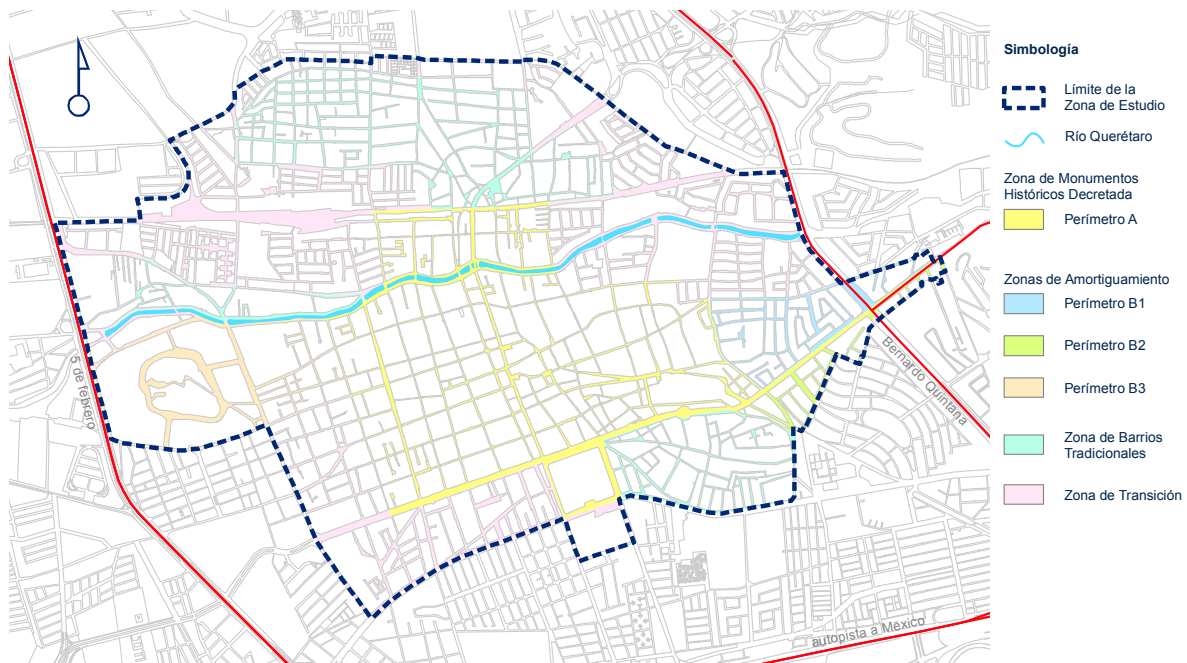 Simbología
Límite de la
Zona de Estudio
Río Querétaro
Zona de Monumentos
Históricos Decretada
Perímetro A
Zonas de Amortiguamiento
Perímetro B1
Perímetro B2
Perímetro B3
Zona de Barrios
Tradicionales
Zona de Transición
5 de febrero
Bernardo Quintana
autopista a México